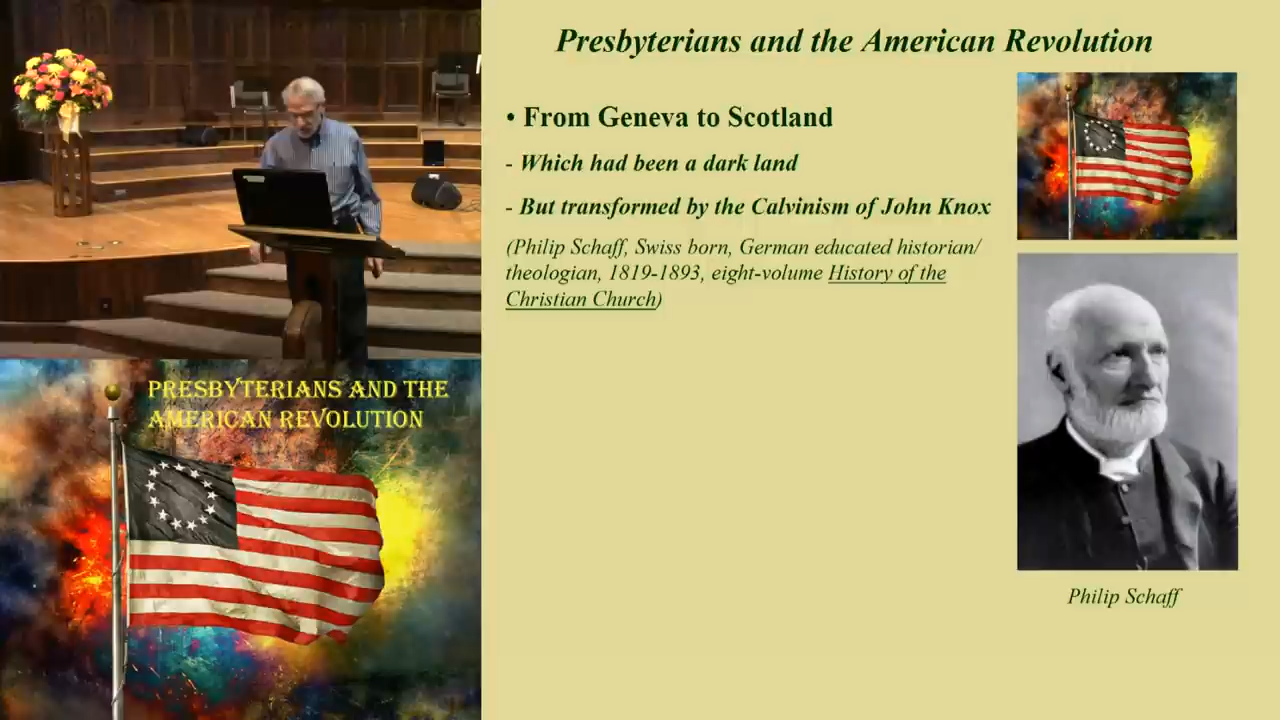 Presbyterians and the American Revolution
• From Geneva to Scotland
- Which had been a dark land
- But transformed by the Calvinism of John Knox
(Philip Schaff, Swiss born, German educated historian/
theologian, 1819-1893, eight-volume History of the
Christian Church)
Philip Schaff
PRESBYTERIANS AND THE
AMERICAN REVOLUTION